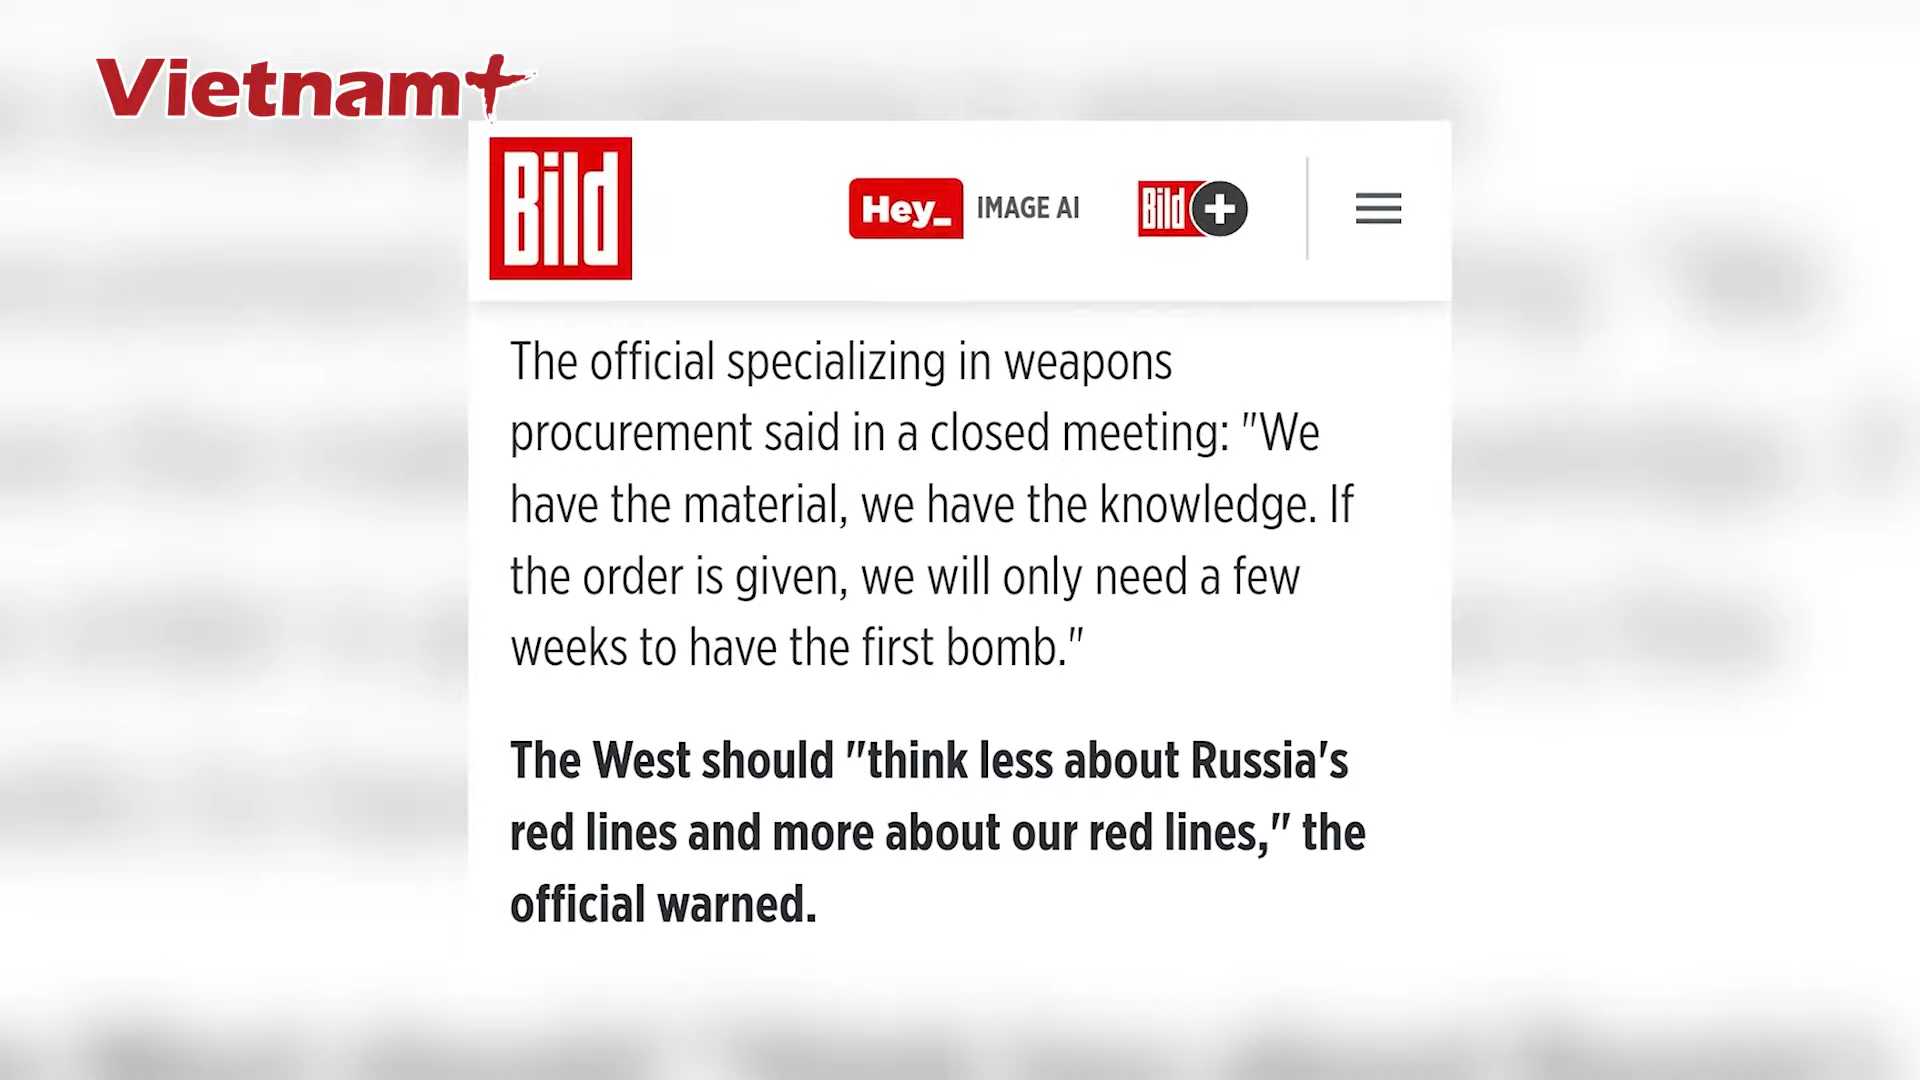 Vietnam+
Bild
Hey_ IMAGE AI
Bild +
The official specializing in weapons
procurement said in a closed meeting: "We
have the material, we have the knowledge. If
the order is given, we will only need a few
weeks to have the first bomb."
The West should "think less about Russia's
red lines and more about our red lines," the
official warned.